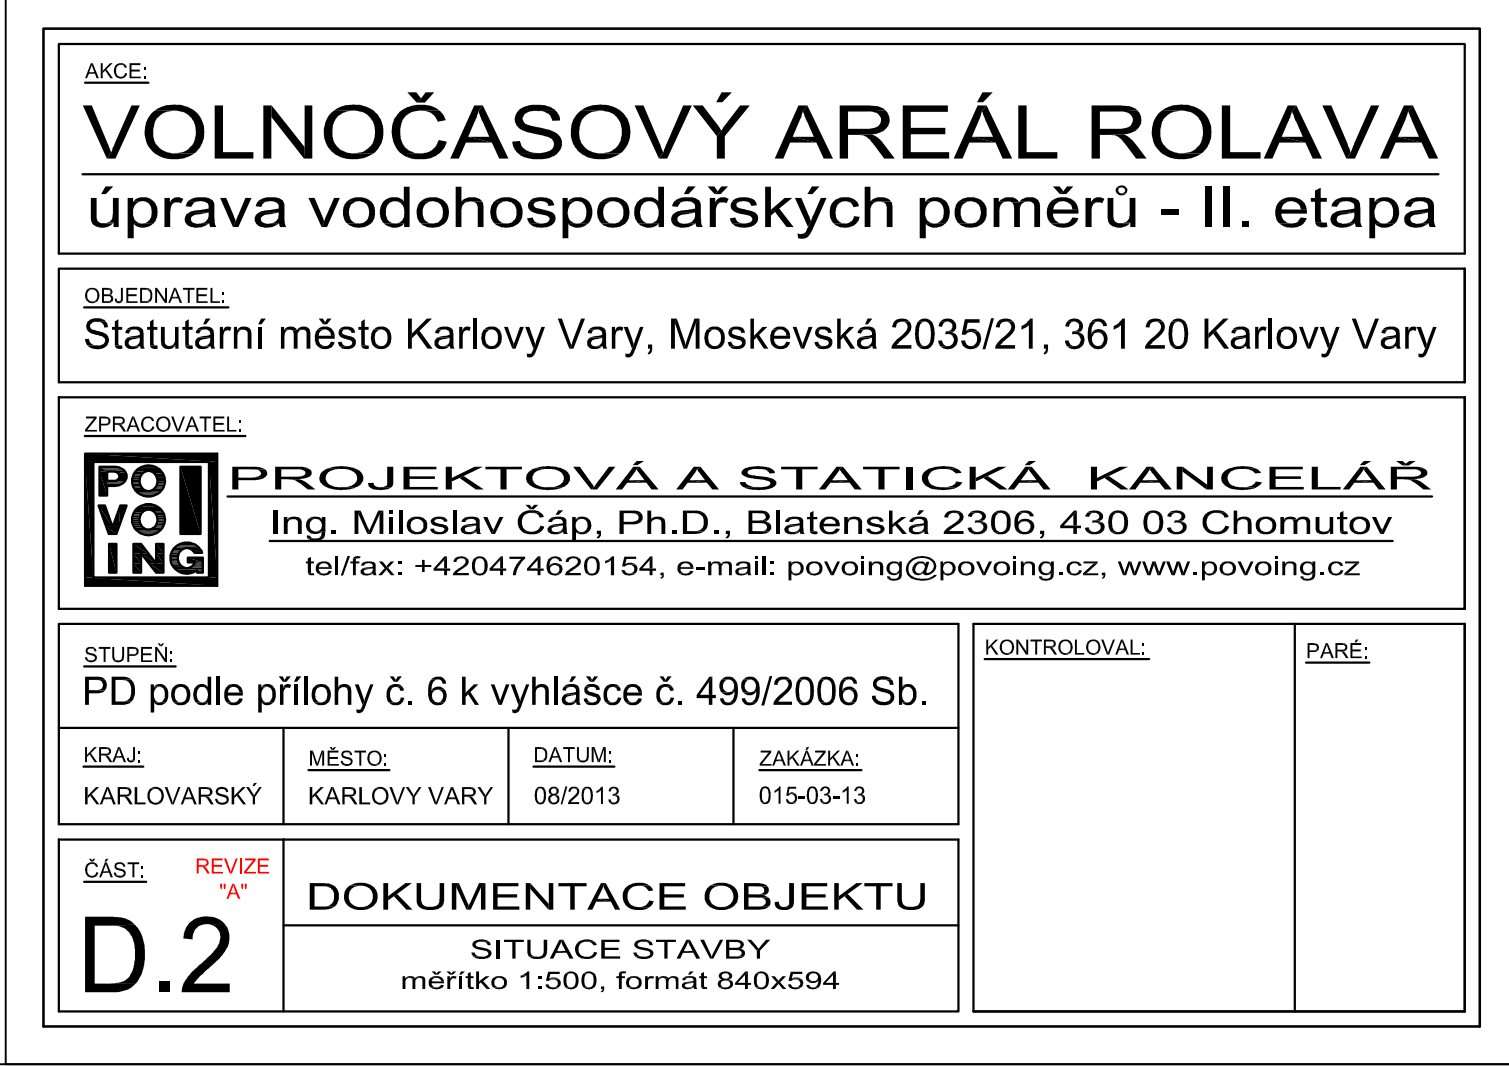 AKCE:
VOLNOČASOVÝ AREÁL ROLAVA
úprava vodohospodářských poměrů - II. etapa
OBJEDNATEL:
Statutární město Karlovy Vary, Moskevská 2035/21, 361 20 Karlovy Vary
ZPRACOVATEL:
PO
VO
ING
PROJEKTOVÁ A STATICKÁ KANCELÁŘ
Ing. Miloslav Čáp, Ph.D., Blatenská 2306, 430 03 Chomutov
tel/fax: +420474620154, e-mail: povoing@povoing.cz, www.povoing.cz
STUPEŇ:
PD podle přílohy č. 6 k vyhlášce č. 499/2006 Sb.
KRAJ:
KARLOVARSKÝ
MĚSTO:
KARLOVY VARY
DATUM:
08/2013
ZAKÁZKA:
015-03-13
KONTROLOVAL:
PARÉ:
ČÁST:
REVIZE
"A"
D.2
DOKUMENTACE OBJEKTU
SITUACE STAVBY
měřítko 1:500, formát 840x594